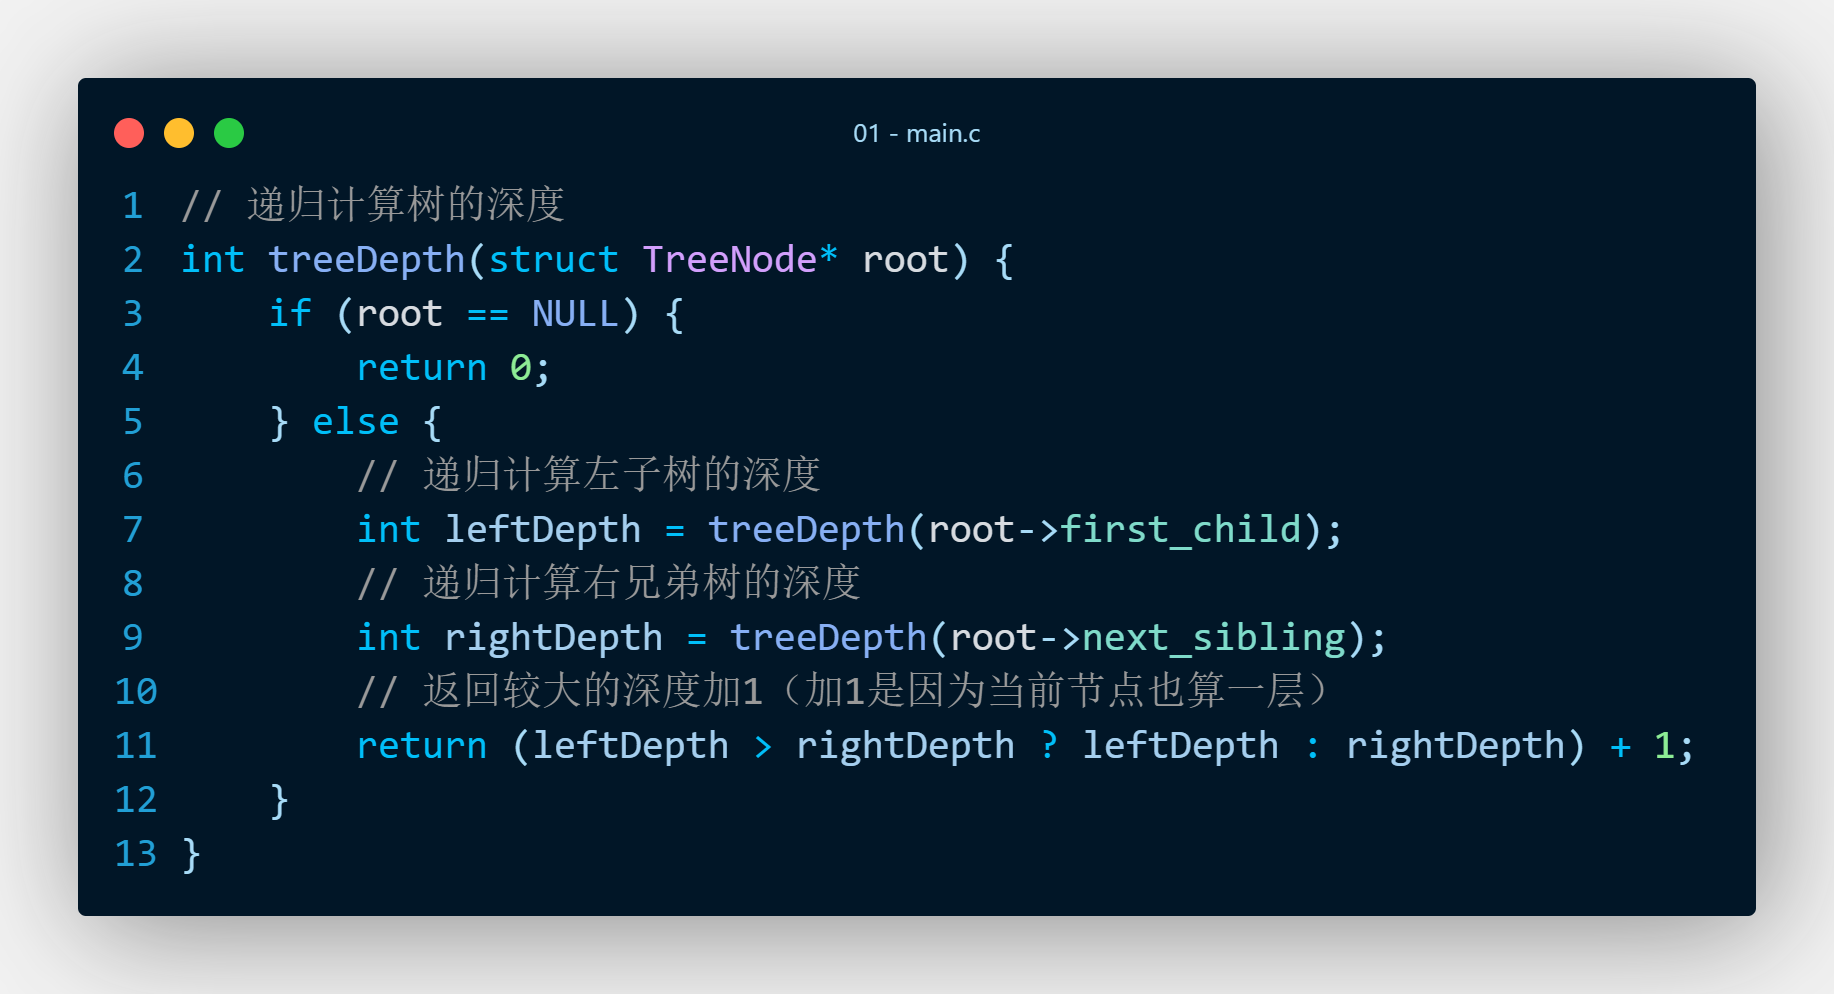 01 - main.c
1 // 递归计算树的深度
2 int treeDepth(struct TreeNode* root) {
3     if (root == NULL) {
4         return 0;
5     } else {
6         // 递归计算左子树的深度
7         int leftDepth = treeDepth(root->first_child);
8         // 递归计算右兄弟树的深度
9         int rightDepth = treeDepth(root->next_sibling);
10         // 返回较大的深度加1（加1是因为当前节点也算一层）
11         return (leftDepth > rightDepth ? leftDepth : rightDepth) + 1;
12     }
13 }